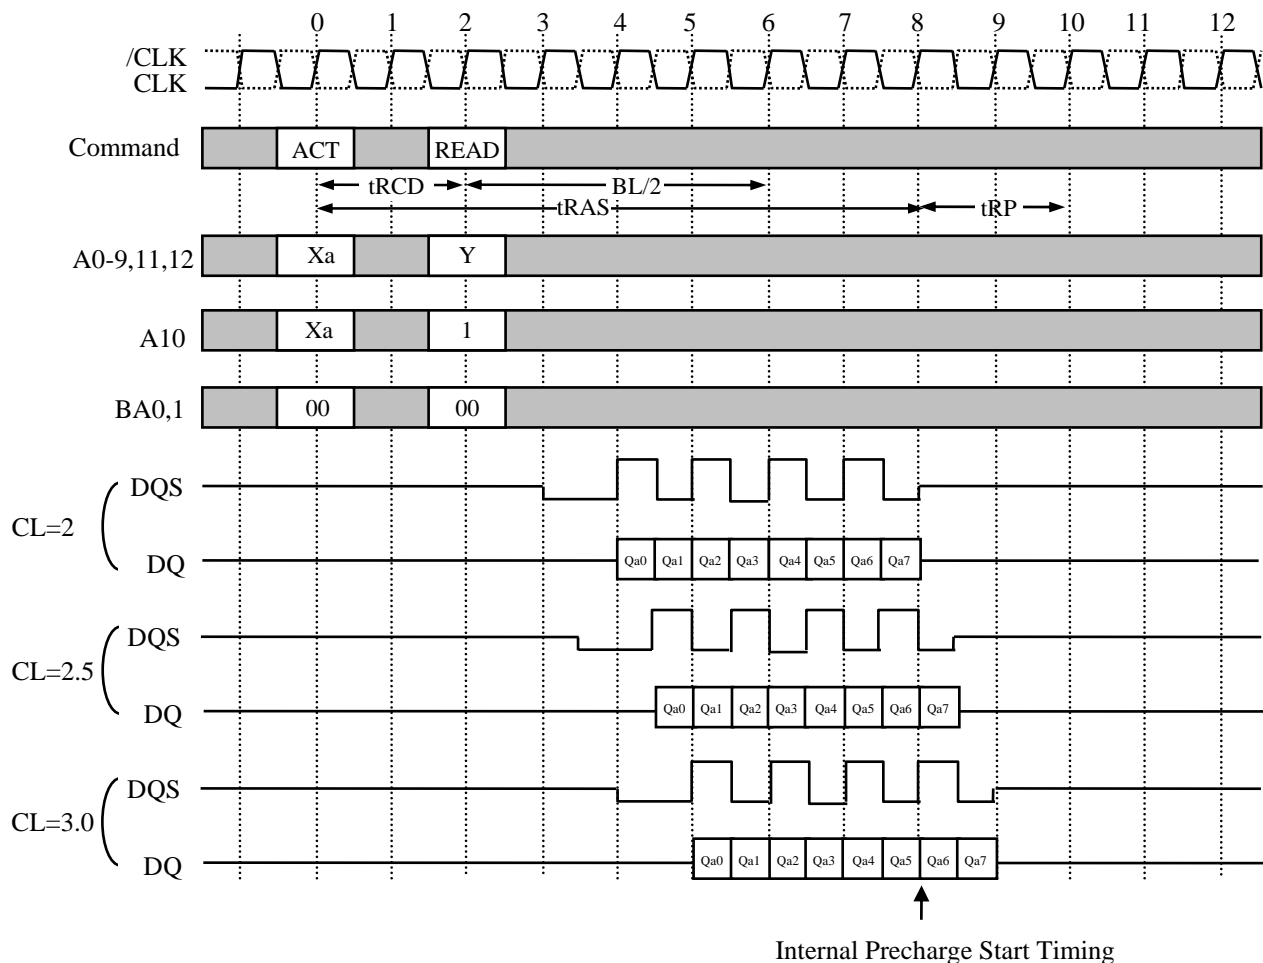 0 1 2 3 4 5 6 7 8 9 10 11 12
/CLK
CLK
Command ACT READ
tRCD BL/2
tRAS tRP
A0-9,11,12 Xa Y
A10 Xa 1
BA0,1 00 00
DQS
CL=2
DQ Qa0 Qa1 Qa2 Qa3 Qa4 Qa5 Qa6 Qa7
DQS
CL=2.5
DQ Qa0 Qa1 Qa2 Qa3 Qa4 Qa5 Qa6 Qa7
DQS
CL=3.0
DQ Qa0 Qa1 Qa2 Qa3 Qa4 Qa5 Qa6 Qa7
Internal Precharge Start Timing